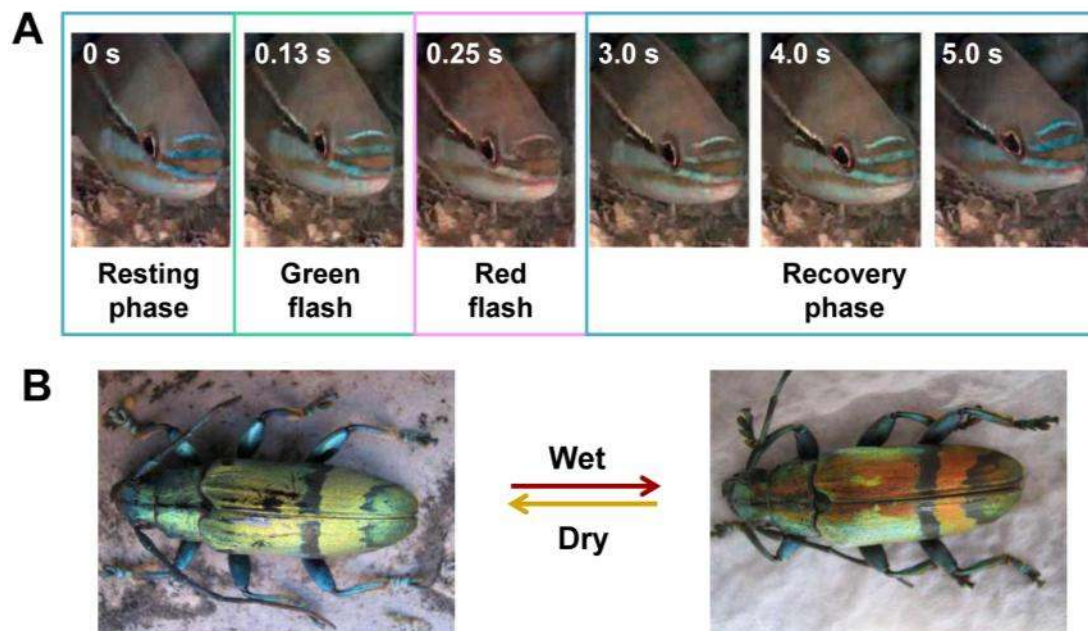 A
0 s
0.13 s
0.25 s
3.0 s
4.0 s
5.0 s
Resting
phase
Green
flash
Red
flash
Recovery
phase
B
Wet
Dry